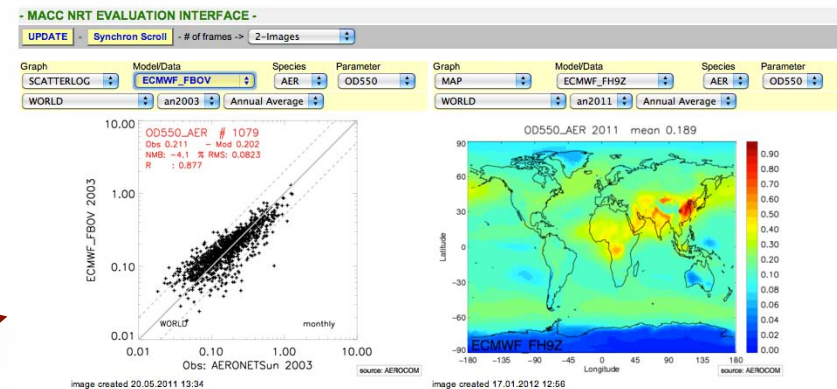 - MACC NRT EVALUATION INTERFACE -
UPDATE - Synchron Scroll - # of frames -> 2-Images
Graph Model/Data Species Parameter
SCATTERLOG ECMWF_FBOV AER OD550
WORLD an2003 Annual Average
10.00
1.00
0.10
0.01
ECMWF_FBOV 2003
OD550_AER # 1079
Obs 0.211 - Mod 0.202
NMB: -4.1 % RMS: 0.0823
R : 0.877
WORLD monthly
0.01 0.10 1.00 10.00
Obs: AERONETSun 2003
source: AEROCOM
image created 20.05.2011 13:34
Graph Model/Data Species Parameter
MAP ECMWF_FH9Z AER OD550
WORLD an2011 Annual Average
OD550_AER 2011 mean 0.189
90
60
30
0
-30
-60
-90
Latitude
ECMWF_FH9Z
-180 -135 -90 -45 0 45 90 135 180
Longitude
0.90
0.70
0.60
0.50
0.40
0.30
0.20
0.10
0.08
0.06
0.04
0.02
0.00
source: AEROCOM
image created 17.01.2012 12:56